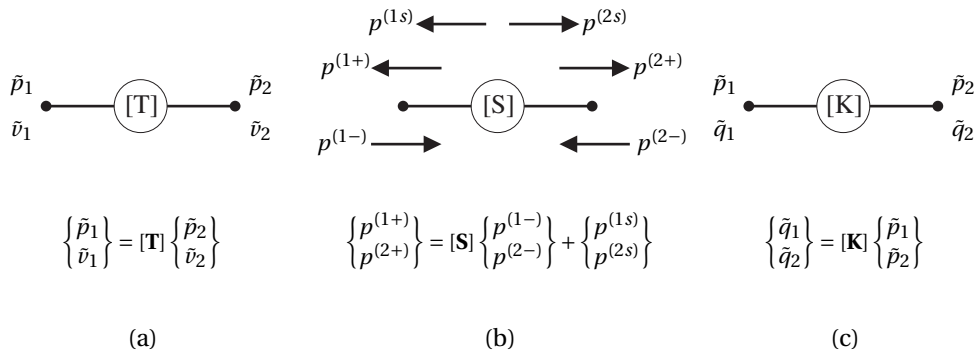 p^(1s) p^(2s)
p̃₁ [T] p̃₂
ṽ₁ ṽ₂
p^(1+) p^(2+)
[S]
p^(1−) p^(2−)
p̃₁ [K] p̃₂
q̃₁ q̃₂
{p̃₁ ṽ₁} = [T] {p̃₂ ṽ₂}
{p^(1+) p^(2+)} = [S] {p^(1−) p^(2−)} + {p^(1s) p^(2s)}
{q̃₁ q̃₂} = [K] {p̃₁ p̃₂}
(a) (b) (c)